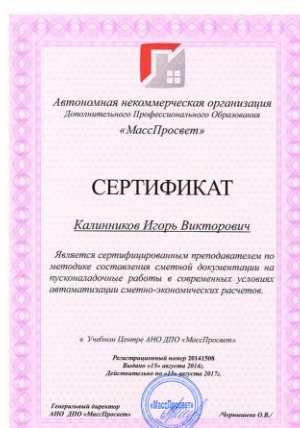 Автономная некоммерческая организация
Дополнительного Профессионального Образования
«МассПросвет»
СЕРТИФИКАТ
Калинников Игорь Викторович
Является сертифицированным преподавателем по
методике составления сметной документации на
пусконаладочные работы в современных условиях
автоматизации сметно-экономических расчетов.
в Учебном Центре АНО ДПО «МассПросвет»
Регистрационный номер 20141508
Выдано «15» августа 2014г.
Действительно по «15» августа 2017г.
Генеральный директор
АНО ДПО «МассПросвет»
«МассПросвет»
/Чернышева О.В./